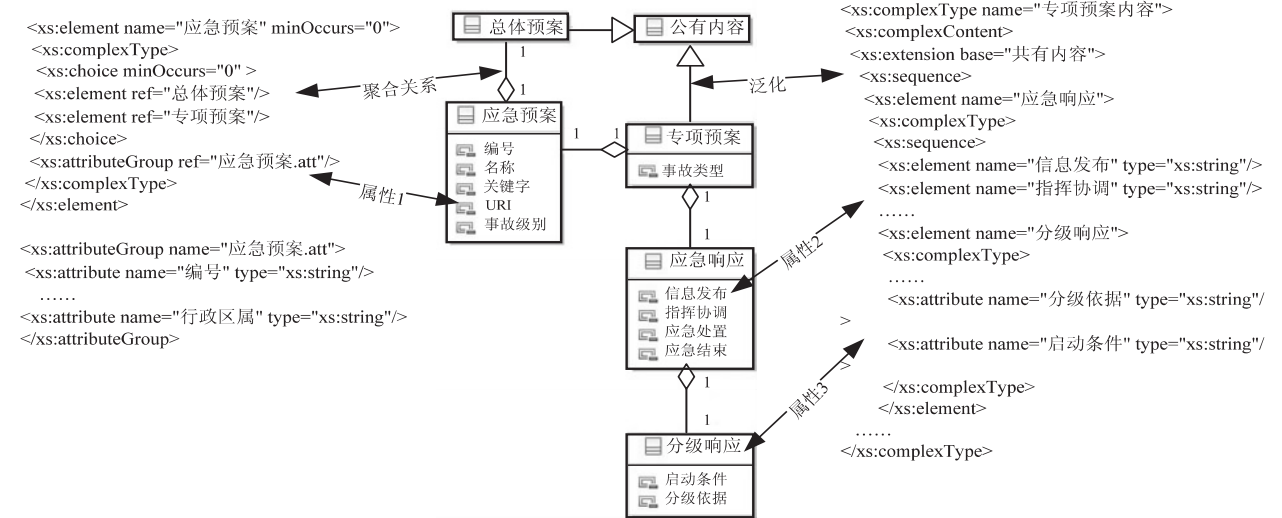 <xs:element name="应急预案" minOccurs="0">
<xs:complexType>
<xs:choice minOccurs="0" >
<xs:element ref="总体预案"/>
<xs:element ref="专项预案"/>
</xs:choice>
<xs:attributeGroup ref="应急预案.att"/>
</xs:complexType>
</xs:element>
<xs:attributeGroup name="应急预案.att">
<xs:attribute name="编号" type="xs:string"/>
……
<xs:attribute name="行政区属" type="xs:string"/>
</xs:attributeGroup>
聚合关系
属性1
总体预案
公有内容
1
1
应急预案
编号
名称
关键字
URI
事故级别
1
1
专项预案
事故类型
1
应急响应
信息发布
指挥协调
应急处置
应急结束
1
1
分级响应
启动条件
分级依据
泛化
属性2
属性3
<xs:complexType name="专项预案内容">
<xs:complexContent>
<xs:extension base="共有内容">
<xs:sequence>
<xs:element name="应急响应">
<xs:complexType>
<xs:sequence>
<xs:element name="信息发布" type="xs:string"/>
<xs:element name="指挥协调" type="xs:string"/>
……
<xs:element name="分级响应">
<xs:complexType>
……
<xs:attribute name="分级依据" type="xs:string"/
>
<xs:attribute name="启动条件" type="xs:string"/
>
</xs:complexType>
</xs:element>
……
</xs:complexType>